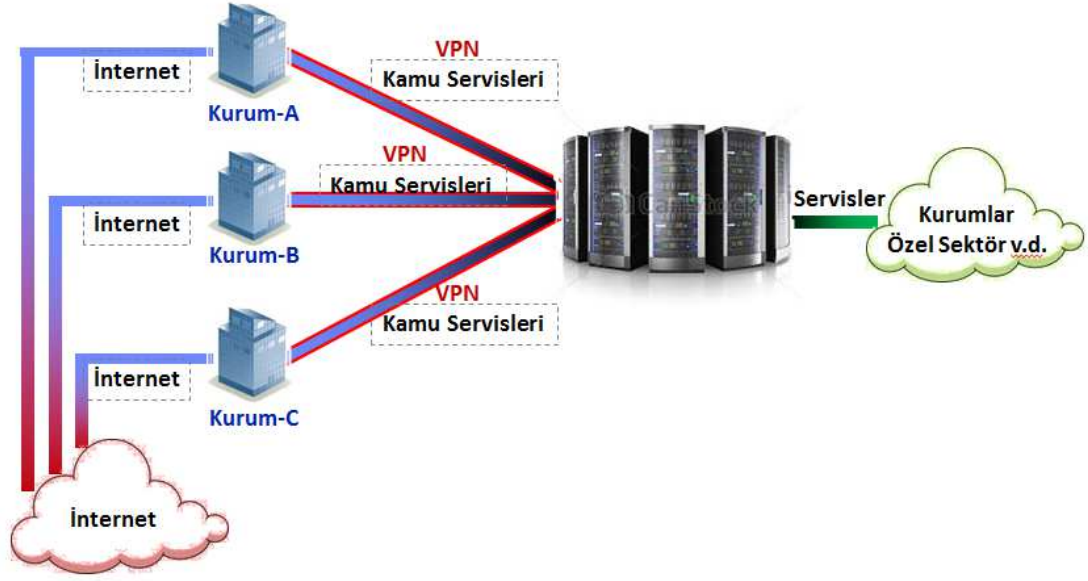 VPN
Kamu Servisleri
İnternet
Kurum-A
VPN
Kamu Servisleri
İnternet
Kurum-B
Servisler
Kurumlar
Özel Sektör v.d.
VPN
Kamu Servisleri
İnternet
Kurum-C
İnternet